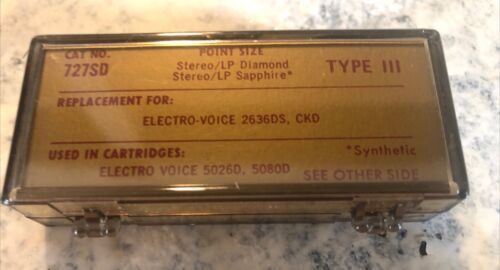 CAT NO. POINT SIZE
727SD Stereo/LP Diamond TYPE III
Stereo/LP Sapphire*
REPLACEMENT FOR:
ELECTRO-VOICE 2636DS, CKD
USED IN CARTRIDGES: *Synthetic
ELECTRO VOICE 5026D, 5080D SEE OTHER SIDE